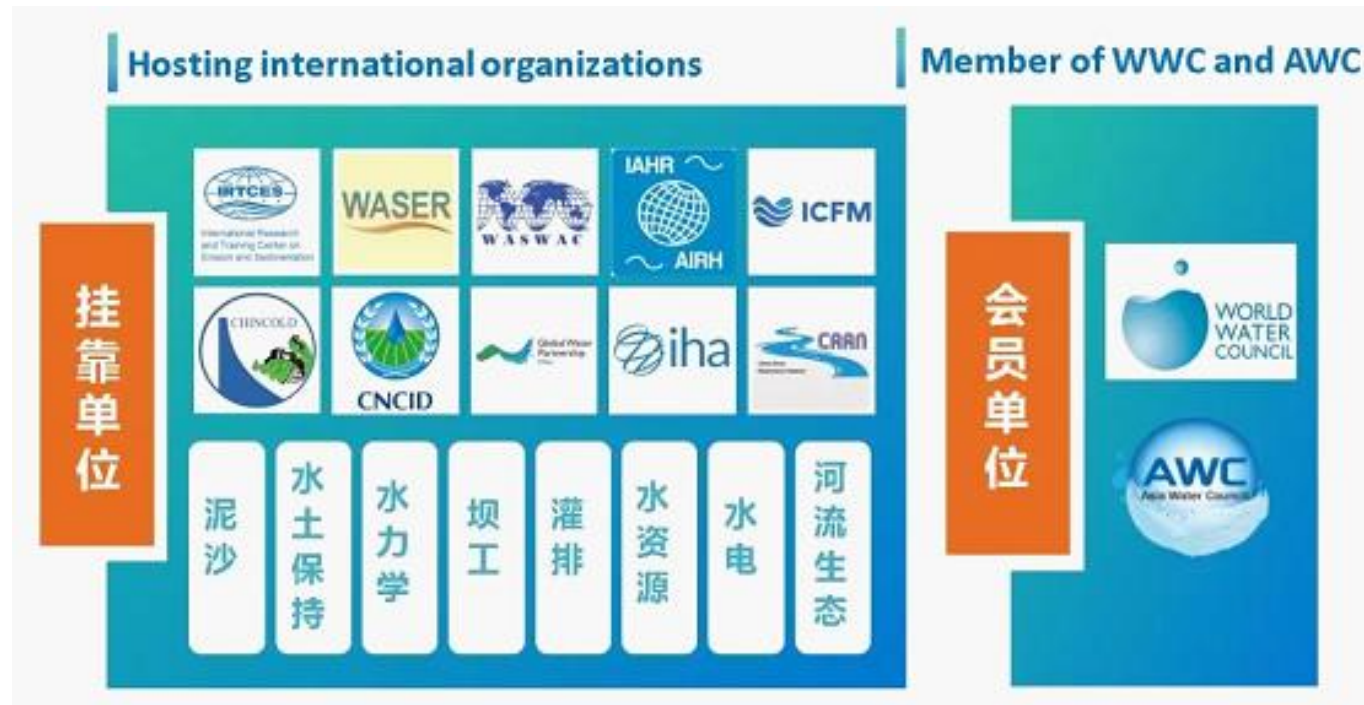 Hosting international organizations
Member of WWC and AWC
挂靠单位
IRTCES
International Research
and Training Center on
Erosion and Sedimentation
WASER
WASWAC
IAHR
AIRH
ICFM
CHINCOLD
CNCID
Global Water
Partnership
iha
CRRN
泥沙
水土保持
水力学
坝工
灌排
水资源
水电
河流生态
会员单位
WORLD
WATER
COUNCIL
AWC
Asia Water Council